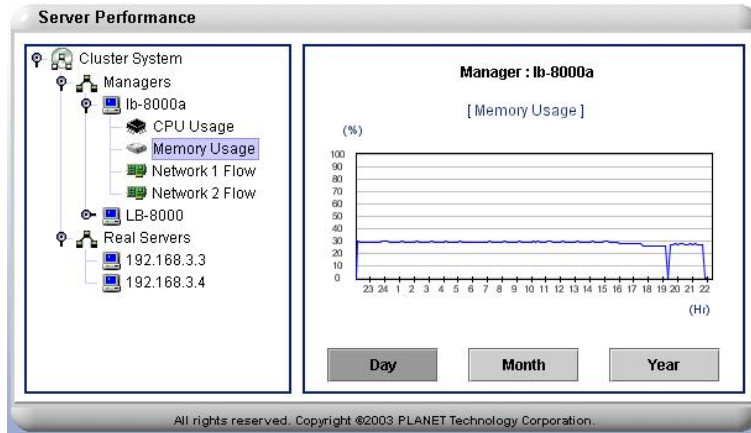 Server Performance
Cluster System
Managers
lb-8000a
CPU Usage
Memory Usage
Network 1 Flow
Network 2 Flow
LB-8000
Real Servers
192.168.3.3
192.168.3.4
Manager : lb-8000a
[ Memory Usage ]
(%)
100
90
80
70
60
50
40
30
20
10
0
23 24 1 2 3 4 5 6 7 8 9 10 11 12 13 14 15 16 17 18 19 20 21 22
(Hr)
Day Month Year
All rights reserved. Copyright ©2003 PLANET Technology Corporation.